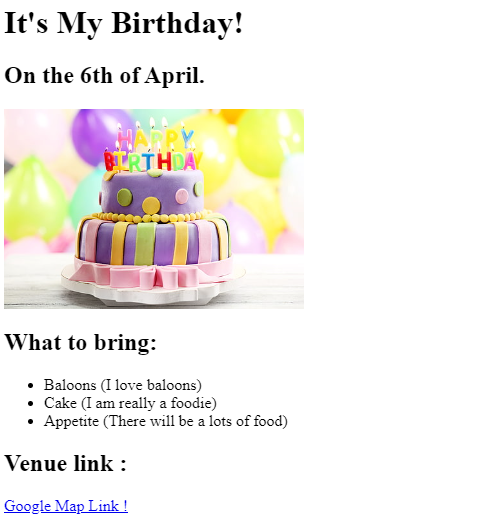 It's My Birthday!
On the 6th of April.
HAPPY
BIRTHDAY
What to bring:
Baloons (I love baloons)
Cake (I am really a foodie)
Appetite (There will be a lots of food)
Venue link :
Google Map Link !